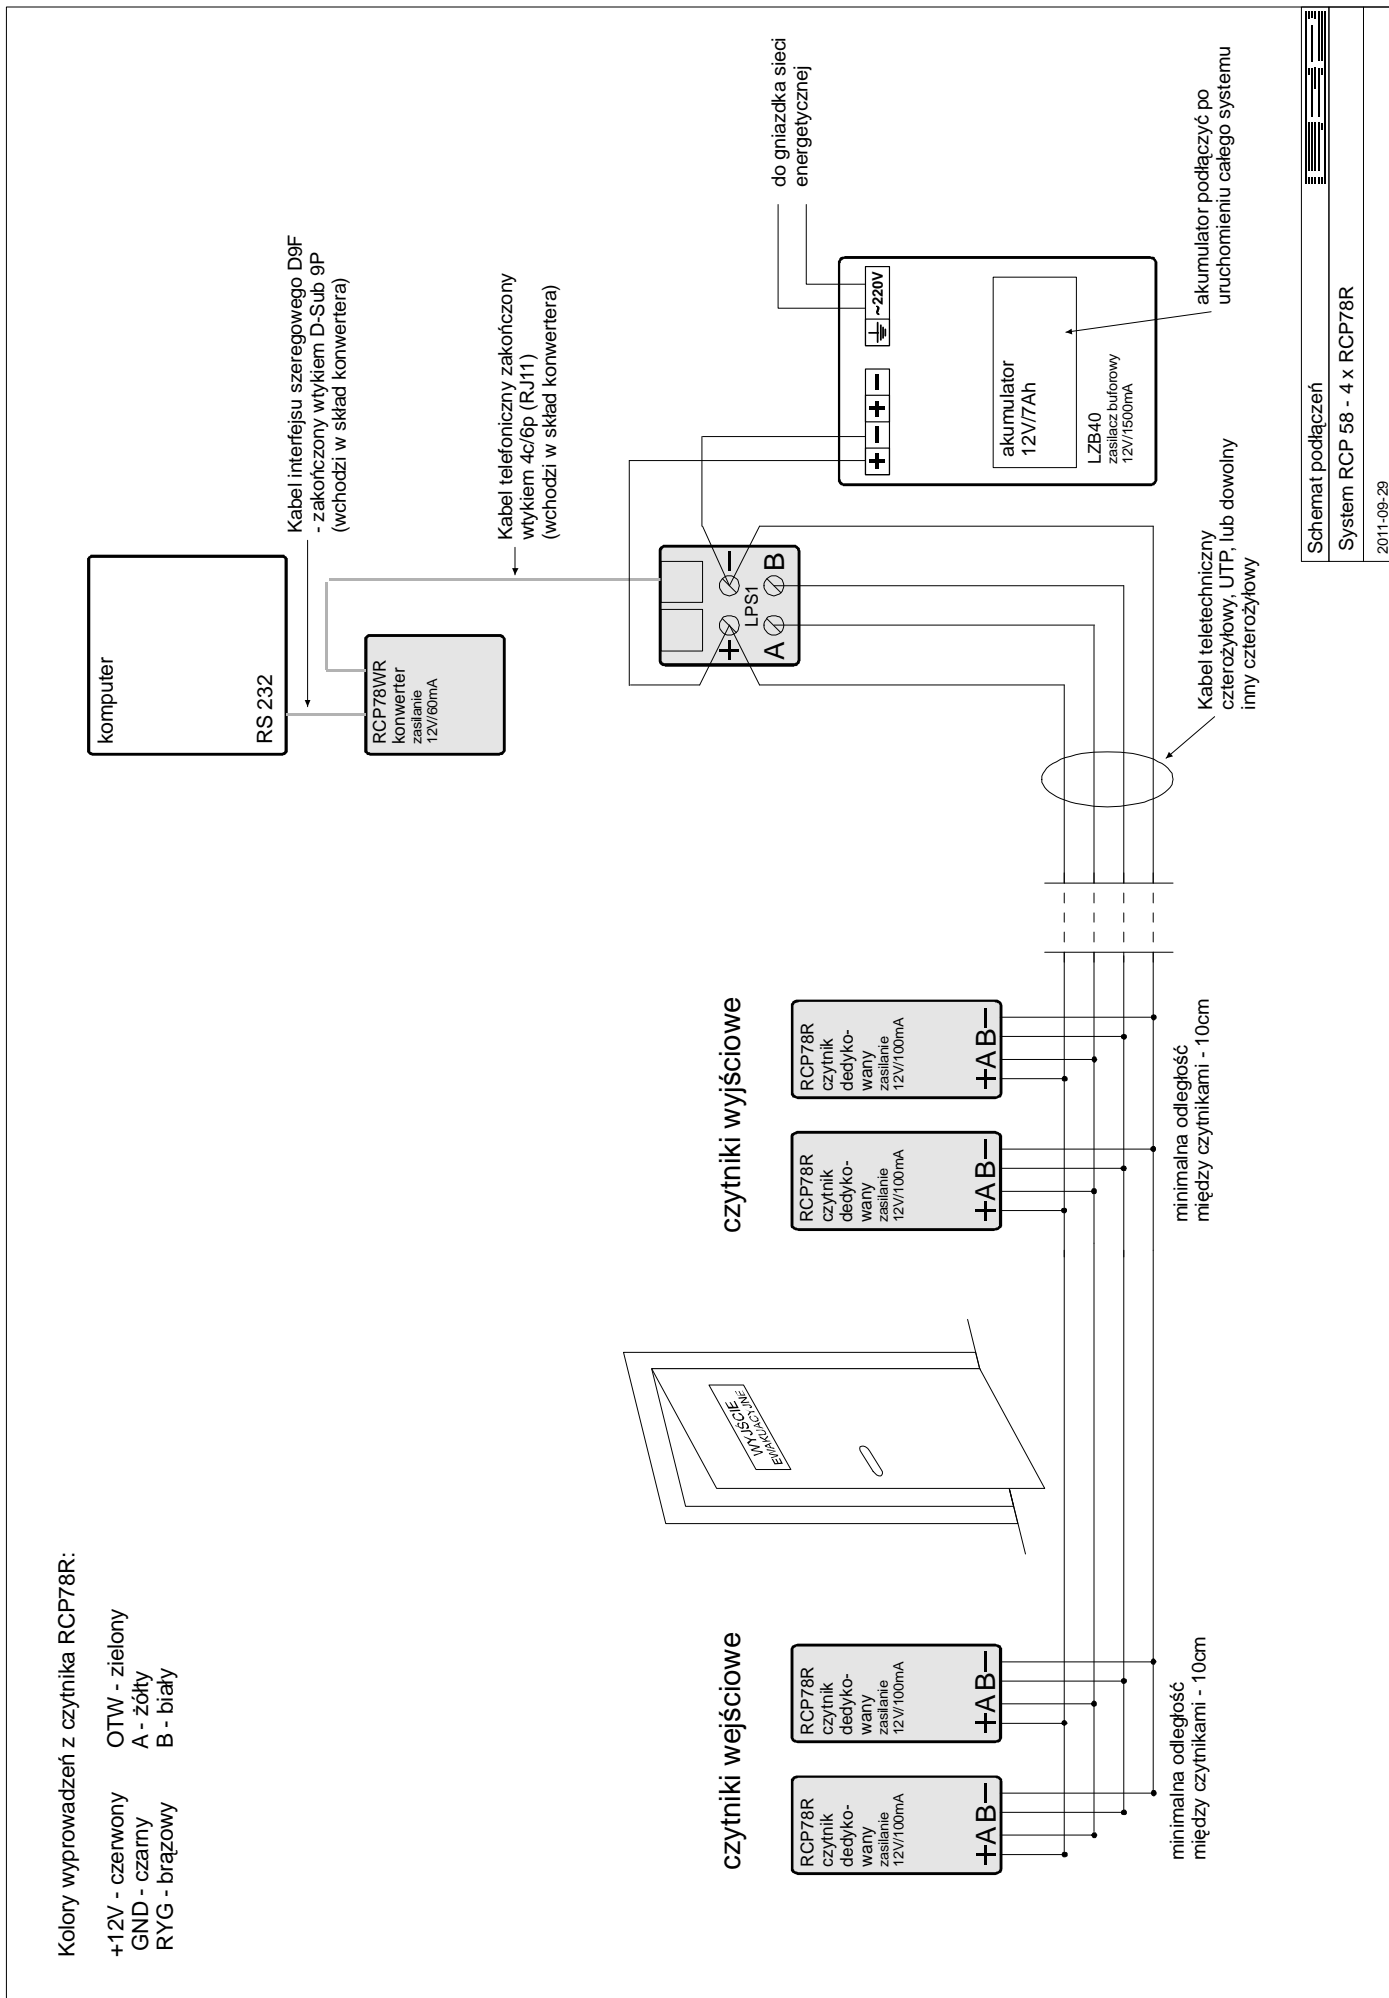 Kolory wyprowadzeń z czytnika RCP78R:
+12V - czerwony OTW - zielony
GND - czarny A - żółty
RYG - brązowy B - biały
komputer
RS 232
Kabel interfejsu szeregowego D9F
- zakończony wtykiem D-Sub 9P
(wchodzi w skład konwertera)
RCP78WR
konwerter
zasilanie
12V/60mA
Kabel telefoniczny zakończony
wtykiem 4c/6p (RJ11)
(wchodzi w skład konwertera)
+ −
LPS1
A B
do gniazdka sieci
energetycznej
+ − + − ~220V
akumulator
12V/7Ah
LZB40
zasilacz buforowy
12V/1500mA
akumulator podłączyć po
uruchomieniu całego systemu
czytniki wejściowe
RCP78R
czytnik
dedyko-
wany
zasilanie
12V/100mA
+AB−
RCP78R
czytnik
dedyko-
wany
zasilanie
12V/100mA
+AB−
minimalna odległość
między czytnikami - 10cm
WYJŚCIE
EWAKUACYJNE
czytniki wyjściowe
RCP78R
czytnik
dedyko-
wany
zasilanie
12V/100mA
+AB−
RCP78R
czytnik
dedyko-
wany
zasilanie
12V/100mA
+AB−
minimalna odległość
między czytnikami - 10cm
Kabel teletechniczny
czterożyłowy, UTP, lub dowolny
inny czterożyłowy
Schemat podłączeń
System RCP 58 - 4 x RCP78R
2011-09-29